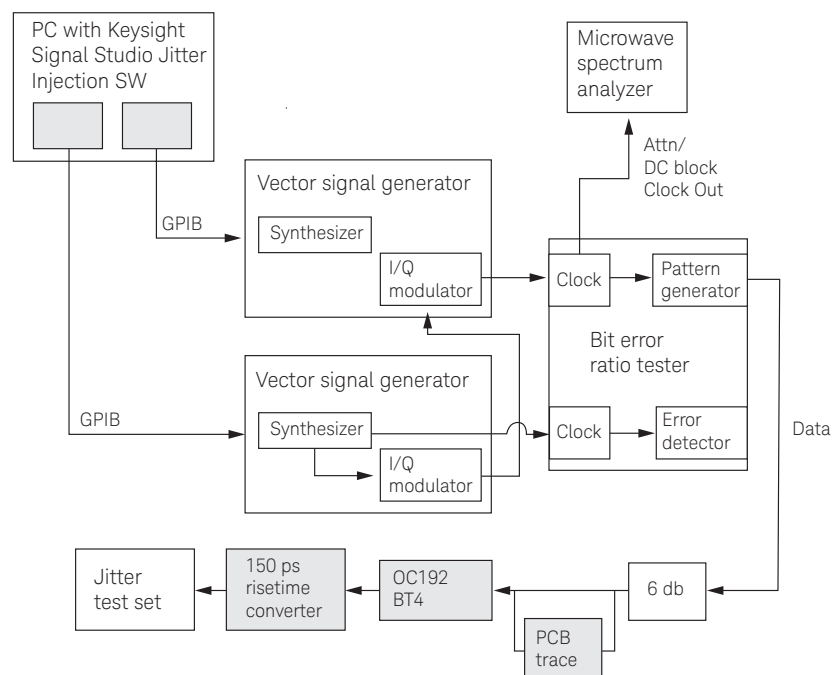 PC with Keysight
Signal Studio Jitter
Injection SW
Microwave
spectrum
analyzer
Attn/
DC block
Clock Out
GPIB
Vector signal generator
Synthesizer
I/Q
modulator
Clock
Pattern
generator
Bit error
ratio tester
GPIB
Vector signal generator
Synthesizer
I/Q
modulator
Clock
Error
detector
Data
Jitter
test set
150 ps
risetime
converter
OC192
BT4
6 db
PCB
trace